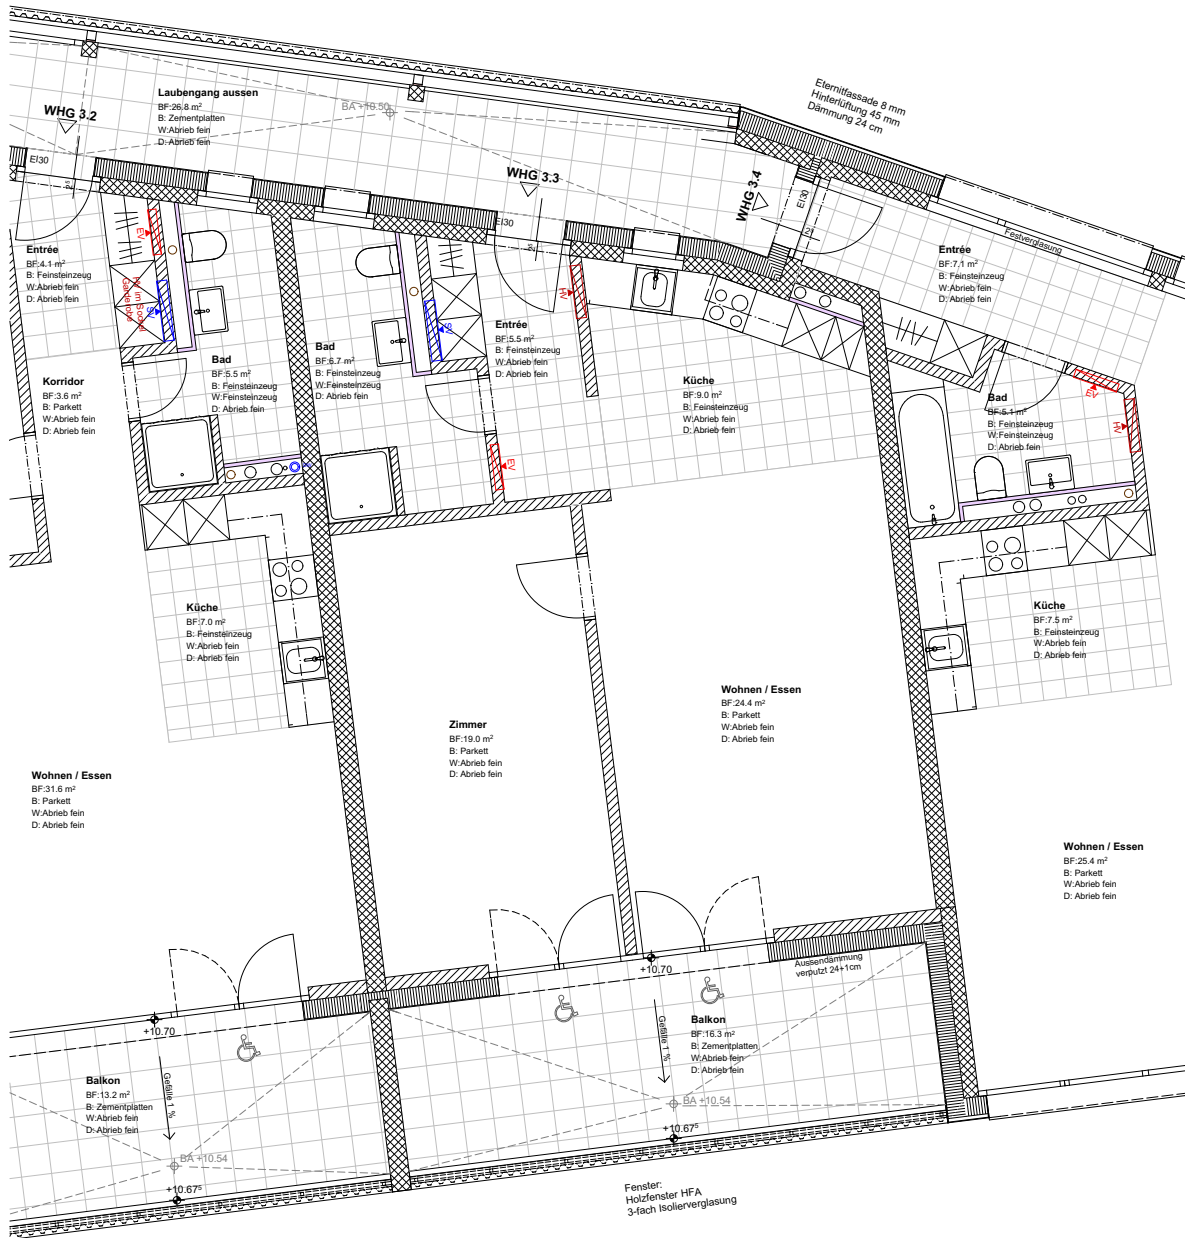 Eternitfassade 8 mm
Hinterlüftung 45 mm
Dämmung 24 cm
Laubengang aussen
BF:26.8 m²
B: Zementplatten
W:Abrieb fein
D: Abrieb fein
BA +10.50
WHG 3.2
WHG 3.3
WHG 3.4
EI30
EI30
EI30
Festverglasung
Entrée
BF:4.1 m²
B: Feinsteinzeug
W:Abrieb fein
D: Abrieb fein
EV
SV
HV im Sockel
Garderobe
Korridor
BF:3.6 m²
B: Parkett
W:Abrieb fein
D: Abrieb fein
Bad
BF:5.5 m²
B: Feinsteinzeug
W:Feinsteinzeug
D: Abrieb fein
Bad
BF:6.7 m²
B: Feinsteinzeug
W:Feinsteinzeug
D: Abrieb fein
SV
Entrée
BF:5.5 m²
B: Feinsteinzeug
W:Abrieb fein
D: Abrieb fein
HV
EV
Küche
BF:9.0 m²
B: Feinsteinzeug
W:Abrieb fein
D: Abrieb fein
Entrée
BF:7.1 m²
B: Feinsteinzeug
W:Abrieb fein
D: Abrieb fein
EV
HV
Bad
BF:5.1 m²
B: Feinsteinzeug
W:Feinsteinzeug
D: Abrieb fein
Küche
BF:7.0 m²
B: Feinsteinzeug
W:Abrieb fein
D: Abrieb fein
Küche
BF:7.5 m²
B: Feinsteinzeug
W:Abrieb fein
D: Abrieb fein
Wohnen / Essen
BF:31.6 m²
B: Parkett
W:Abrieb fein
D: Abrieb fein
Zimmer
BF:19.0 m²
B: Parkett
W:Abrieb fein
D: Abrieb fein
Wohnen / Essen
BF:24.4 m²
B: Parkett
W:Abrieb fein
D: Abrieb fein
Wohnen / Essen
BF:25.4 m²
B: Parkett
W:Abrieb fein
D: Abrieb fein
Aussendämmung
verputzt 24+1cm
+10.70
+10.70
Gefälle 1 %
Gefälle 1 %
Balkon
BF:13.2 m²
B: Zementplatten
W:Abrieb fein
D: Abrieb fein
BA +10.54
+10.67⁵
Balkon
BF:16.3 m²
B: Zementplatten
W:Abrieb fein
D: Abrieb fein
BA +10.54
+10.67⁵
Fenster:
Holzfenster HFA
3-fach Isolierverglasung